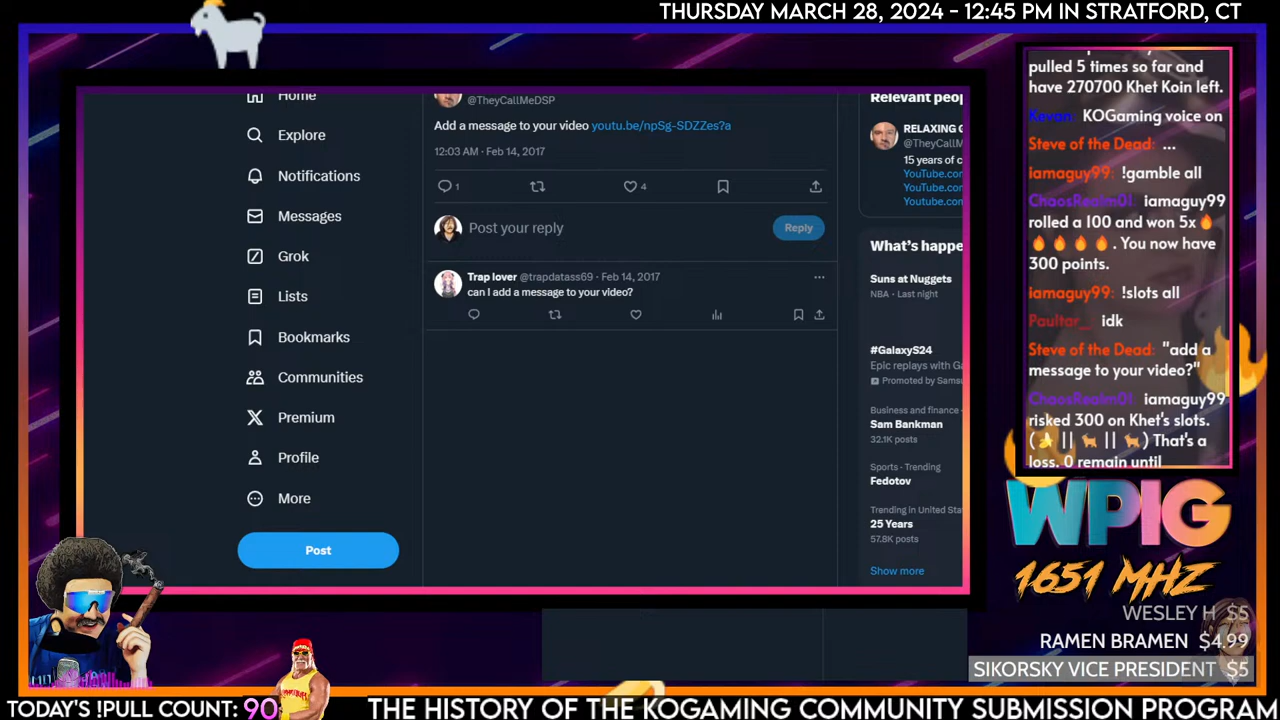 THURSDAY MARCH 28, 2024 - 12:45 PM IN STRATFORD, CT
Home
Explore
Notifications
Messages
Grok
Lists
Bookmarks
Communities
Premium
Profile
More
Post
@TheyCallMeDSP
Add a message to your video youtu.be/npSg-SDZZes?a
12:03 AM · Feb 14, 2017
1
4
Post your reply
Reply
Trap lover @trapdatass69 · Feb 14, 2017
can I add a message to your video?
Relevant peop
RELAXING G
@TheyCallM
15 years of c
YouTube.com
YouTube.com
YouTube.com
What's happe
Suns at Nuggets
NBA · Last night
#GalaxyS24
Epic replays with Ga
Promoted by Samsu
Business and finance ·
Sam Bankman
32.1K posts
Sports · Trending
Fedotov
Trending in United Sta
25 Years
57.8K posts
Show more
pulled 5 times so far and
have 270700 Khet Koin left.
Kevan: KOGaming voice on
Steve of the Dead: ...
iamaguy99: !gamble all
ChaosRealm01: iamaguy99
rolled a 100 and won 5x
. You now have
300 points.
iamaguy99: !slots all
Paultar_: idk
Steve of the Dead: "add a
message to your video?"
ChaosRealm01: iamaguy99
risked 300 on Khet's slots.
( || || ) That's a
loss. 0 remain until
WPIG
1651 MHZ
WESLEY H $5
RAMEN BRAMEN $4.99
SIKORSKY VICE PRESIDENT $5
TODAY'S !PULL COUNT: 90
THE HISTORY OF THE KOGAMING COMMUNITY SUBMISSION PROGRAM